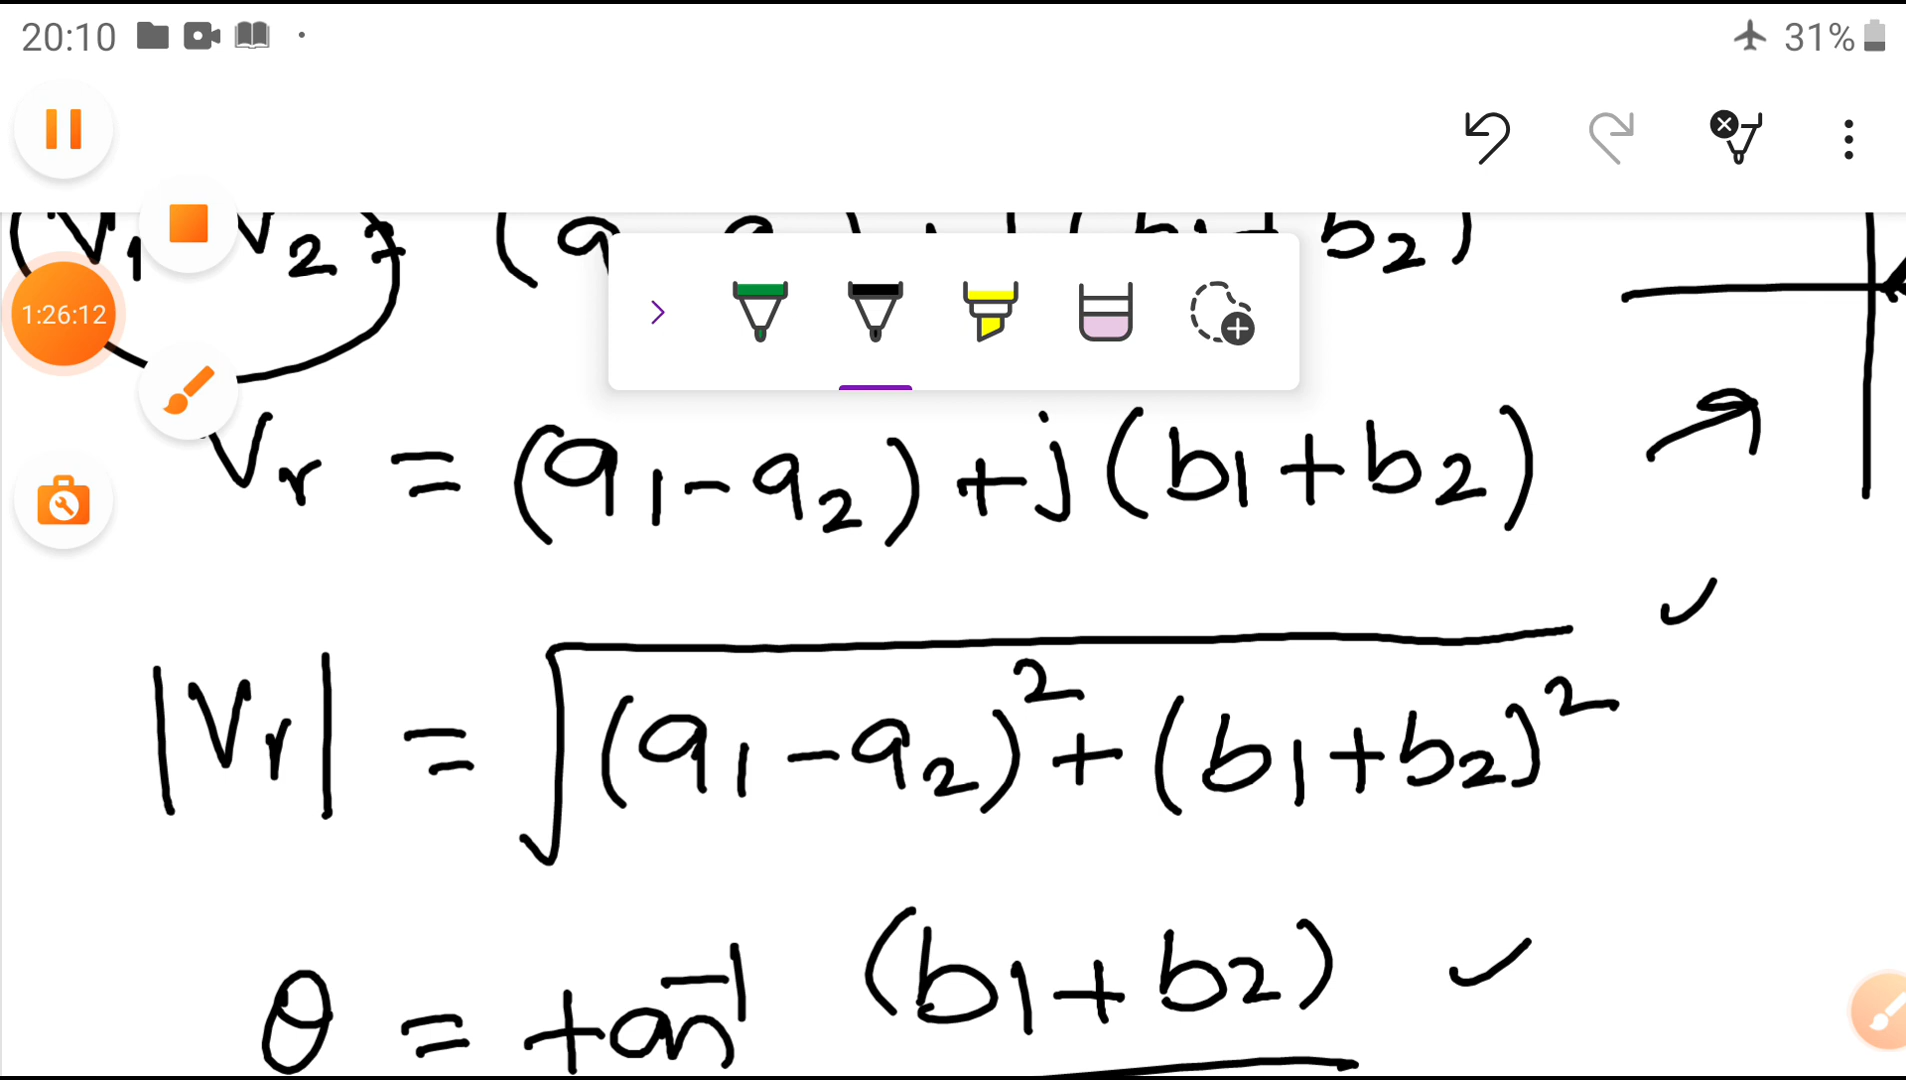 20:10 31%
1:26:12
b₂)
Vr = (a₁-a₂)+j(b₁+b₂)
|Vr| = √(a₁-a₂)²+(b₁+b₂)²
θ = tan⁻¹ (b₁+b₂)